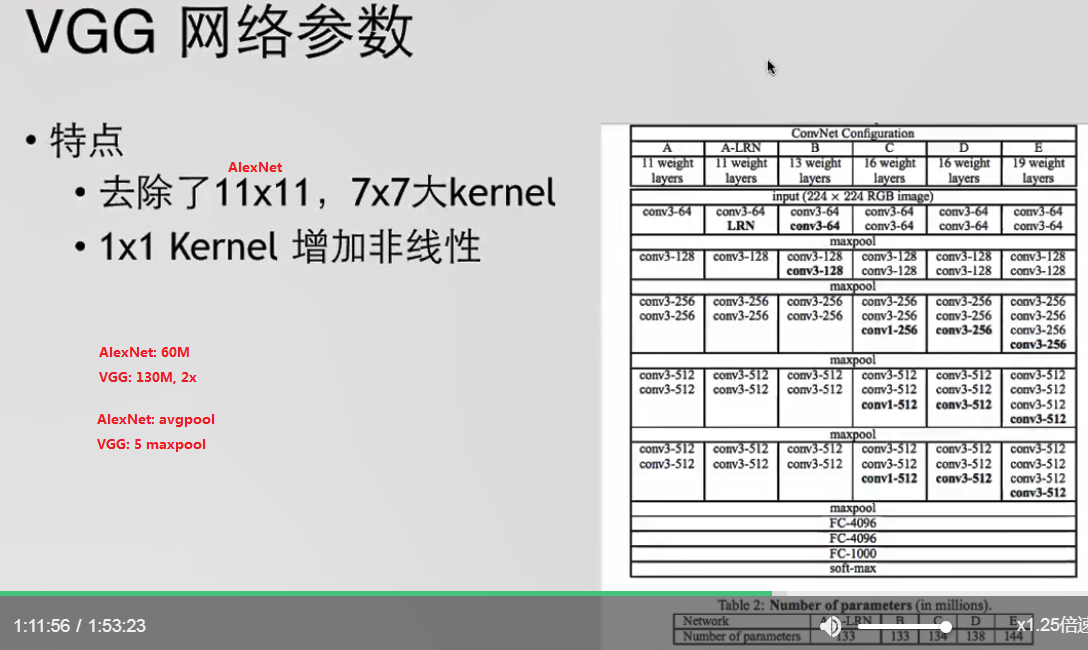 VGG 网络参数
• 特点
AlexNet
• 去除了11x11，7x7大kernel
• 1x1 Kernel 增加非线性
AlexNet: 60M
VGG: 130M, 2x
AlexNet: avgpool
VGG: 5 maxpool
ConvNet Configuration
A A-LRN B C D E
11 weight 11 weight 13 weight 16 weight 16 weight 19 weight
layers layers layers layers layers layers
input (224 × 224 RGB image)
conv3-64 conv3-64 conv3-64 conv3-64 conv3-64 conv3-64
LRN conv3-64 conv3-64 conv3-64 conv3-64
maxpool
conv3-128 conv3-128 conv3-128 conv3-128 conv3-128 conv3-128
conv3-128 conv3-128 conv3-128 conv3-128
maxpool
conv3-256 conv3-256 conv3-256 conv3-256 conv3-256 conv3-256
conv3-256 conv3-256 conv3-256 conv3-256 conv3-256 conv3-256
conv1-256 conv3-256 conv3-256
conv3-256
maxpool
conv3-512 conv3-512 conv3-512 conv3-512 conv3-512 conv3-512
conv3-512 conv3-512 conv3-512 conv3-512 conv3-512 conv3-512
conv1-512 conv3-512 conv3-512
conv3-512
maxpool
conv3-512 conv3-512 conv3-512 conv3-512 conv3-512 conv3-512
conv3-512 conv3-512 conv3-512 conv3-512 conv3-512 conv3-512
conv1-512 conv3-512 conv3-512
conv3-512
maxpool
FC-4096
FC-4096
FC-1000
soft-max
Table 2: Number of parameters (in millions).
Network -LRN B C D E
Number of parameters 133 133 134 138 144
1:11:56 / 1:53:23
x1.25倍速